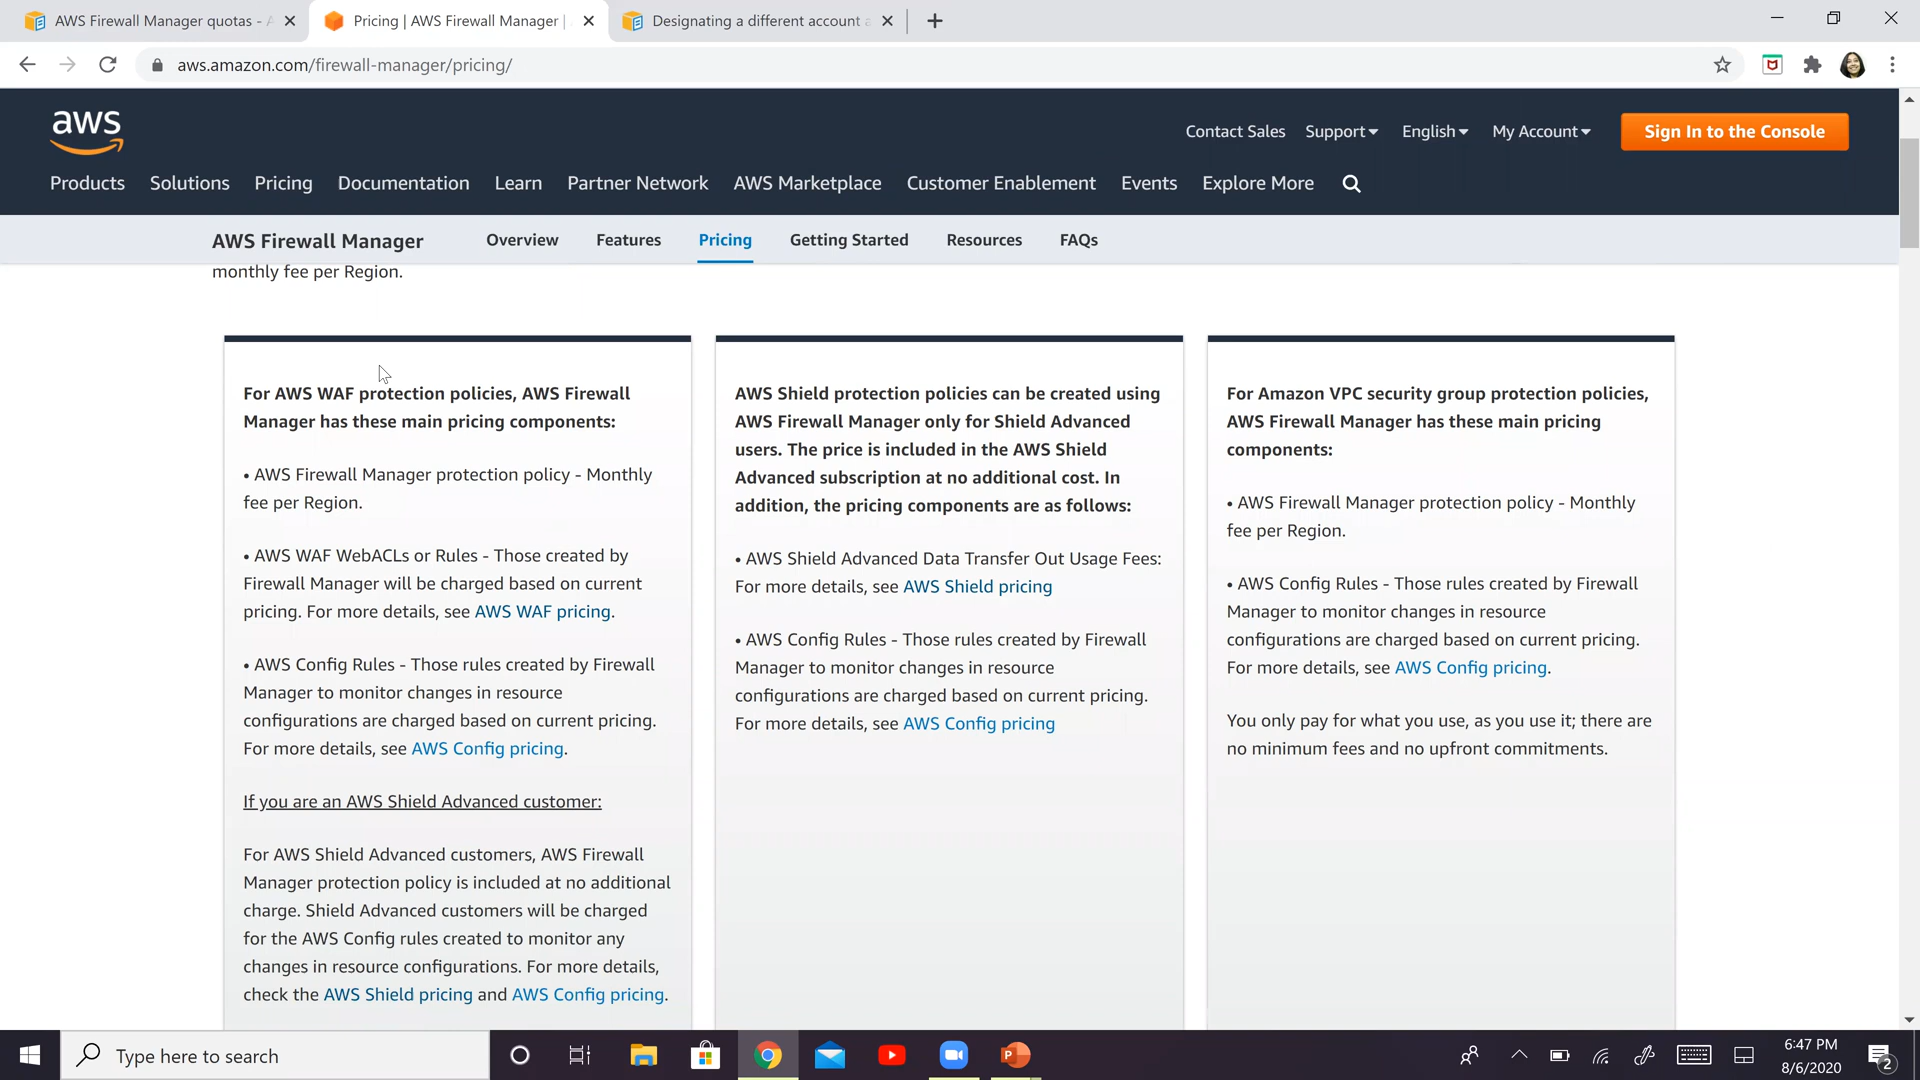 AWS Firewall Manager quotas - A
Pricing | AWS Firewall Manager |
Designating a different account a
aws.amazon.com/firewall-manager/pricing/
aws
Contact Sales Support English My Account Sign In to the Console
Products Solutions Pricing Documentation Learn Partner Network AWS Marketplace Customer Enablement Events Explore More
AWS Firewall Manager Overview Features Pricing Getting Started Resources FAQs
monthly fee per Region.
For AWS WAF protection policies, AWS Firewall
Manager has these main pricing components:
• AWS Firewall Manager protection policy - Monthly
fee per Region.
• AWS WAF WebACLs or Rules - Those created by
Firewall Manager will be charged based on current
pricing. For more details, see AWS WAF pricing.
• AWS Config Rules - Those rules created by Firewall
Manager to monitor changes in resource
configurations are charged based on current pricing.
For more details, see AWS Config pricing.
If you are an AWS Shield Advanced customer:
For AWS Shield Advanced customers, AWS Firewall
Manager protection policy is included at no additional
charge. Shield Advanced customers will be charged
for the AWS Config rules created to monitor any
changes in resource configurations. For more details,
check the AWS Shield pricing and AWS Config pricing.
AWS Shield protection policies can be created using
AWS Firewall Manager only for Shield Advanced
users. The price is included in the AWS Shield
Advanced subscription at no additional cost. In
addition, the pricing components are as follows:
• AWS Shield Advanced Data Transfer Out Usage Fees:
For more details, see AWS Shield pricing
• AWS Config Rules - Those rules created by Firewall
Manager to monitor changes in resource
configurations are charged based on current pricing.
For more details, see AWS Config pricing
For Amazon VPC security group protection policies,
AWS Firewall Manager has these main pricing
components:
• AWS Firewall Manager protection policy - Monthly
fee per Region.
• AWS Config Rules - Those rules created by Firewall
Manager to monitor changes in resource
configurations are charged based on current pricing.
For more details, see AWS Config pricing.
You only pay for what you use, as you use it; there are
no minimum fees and no upfront commitments.
Type here to search
6:47 PM
8/6/2020
2